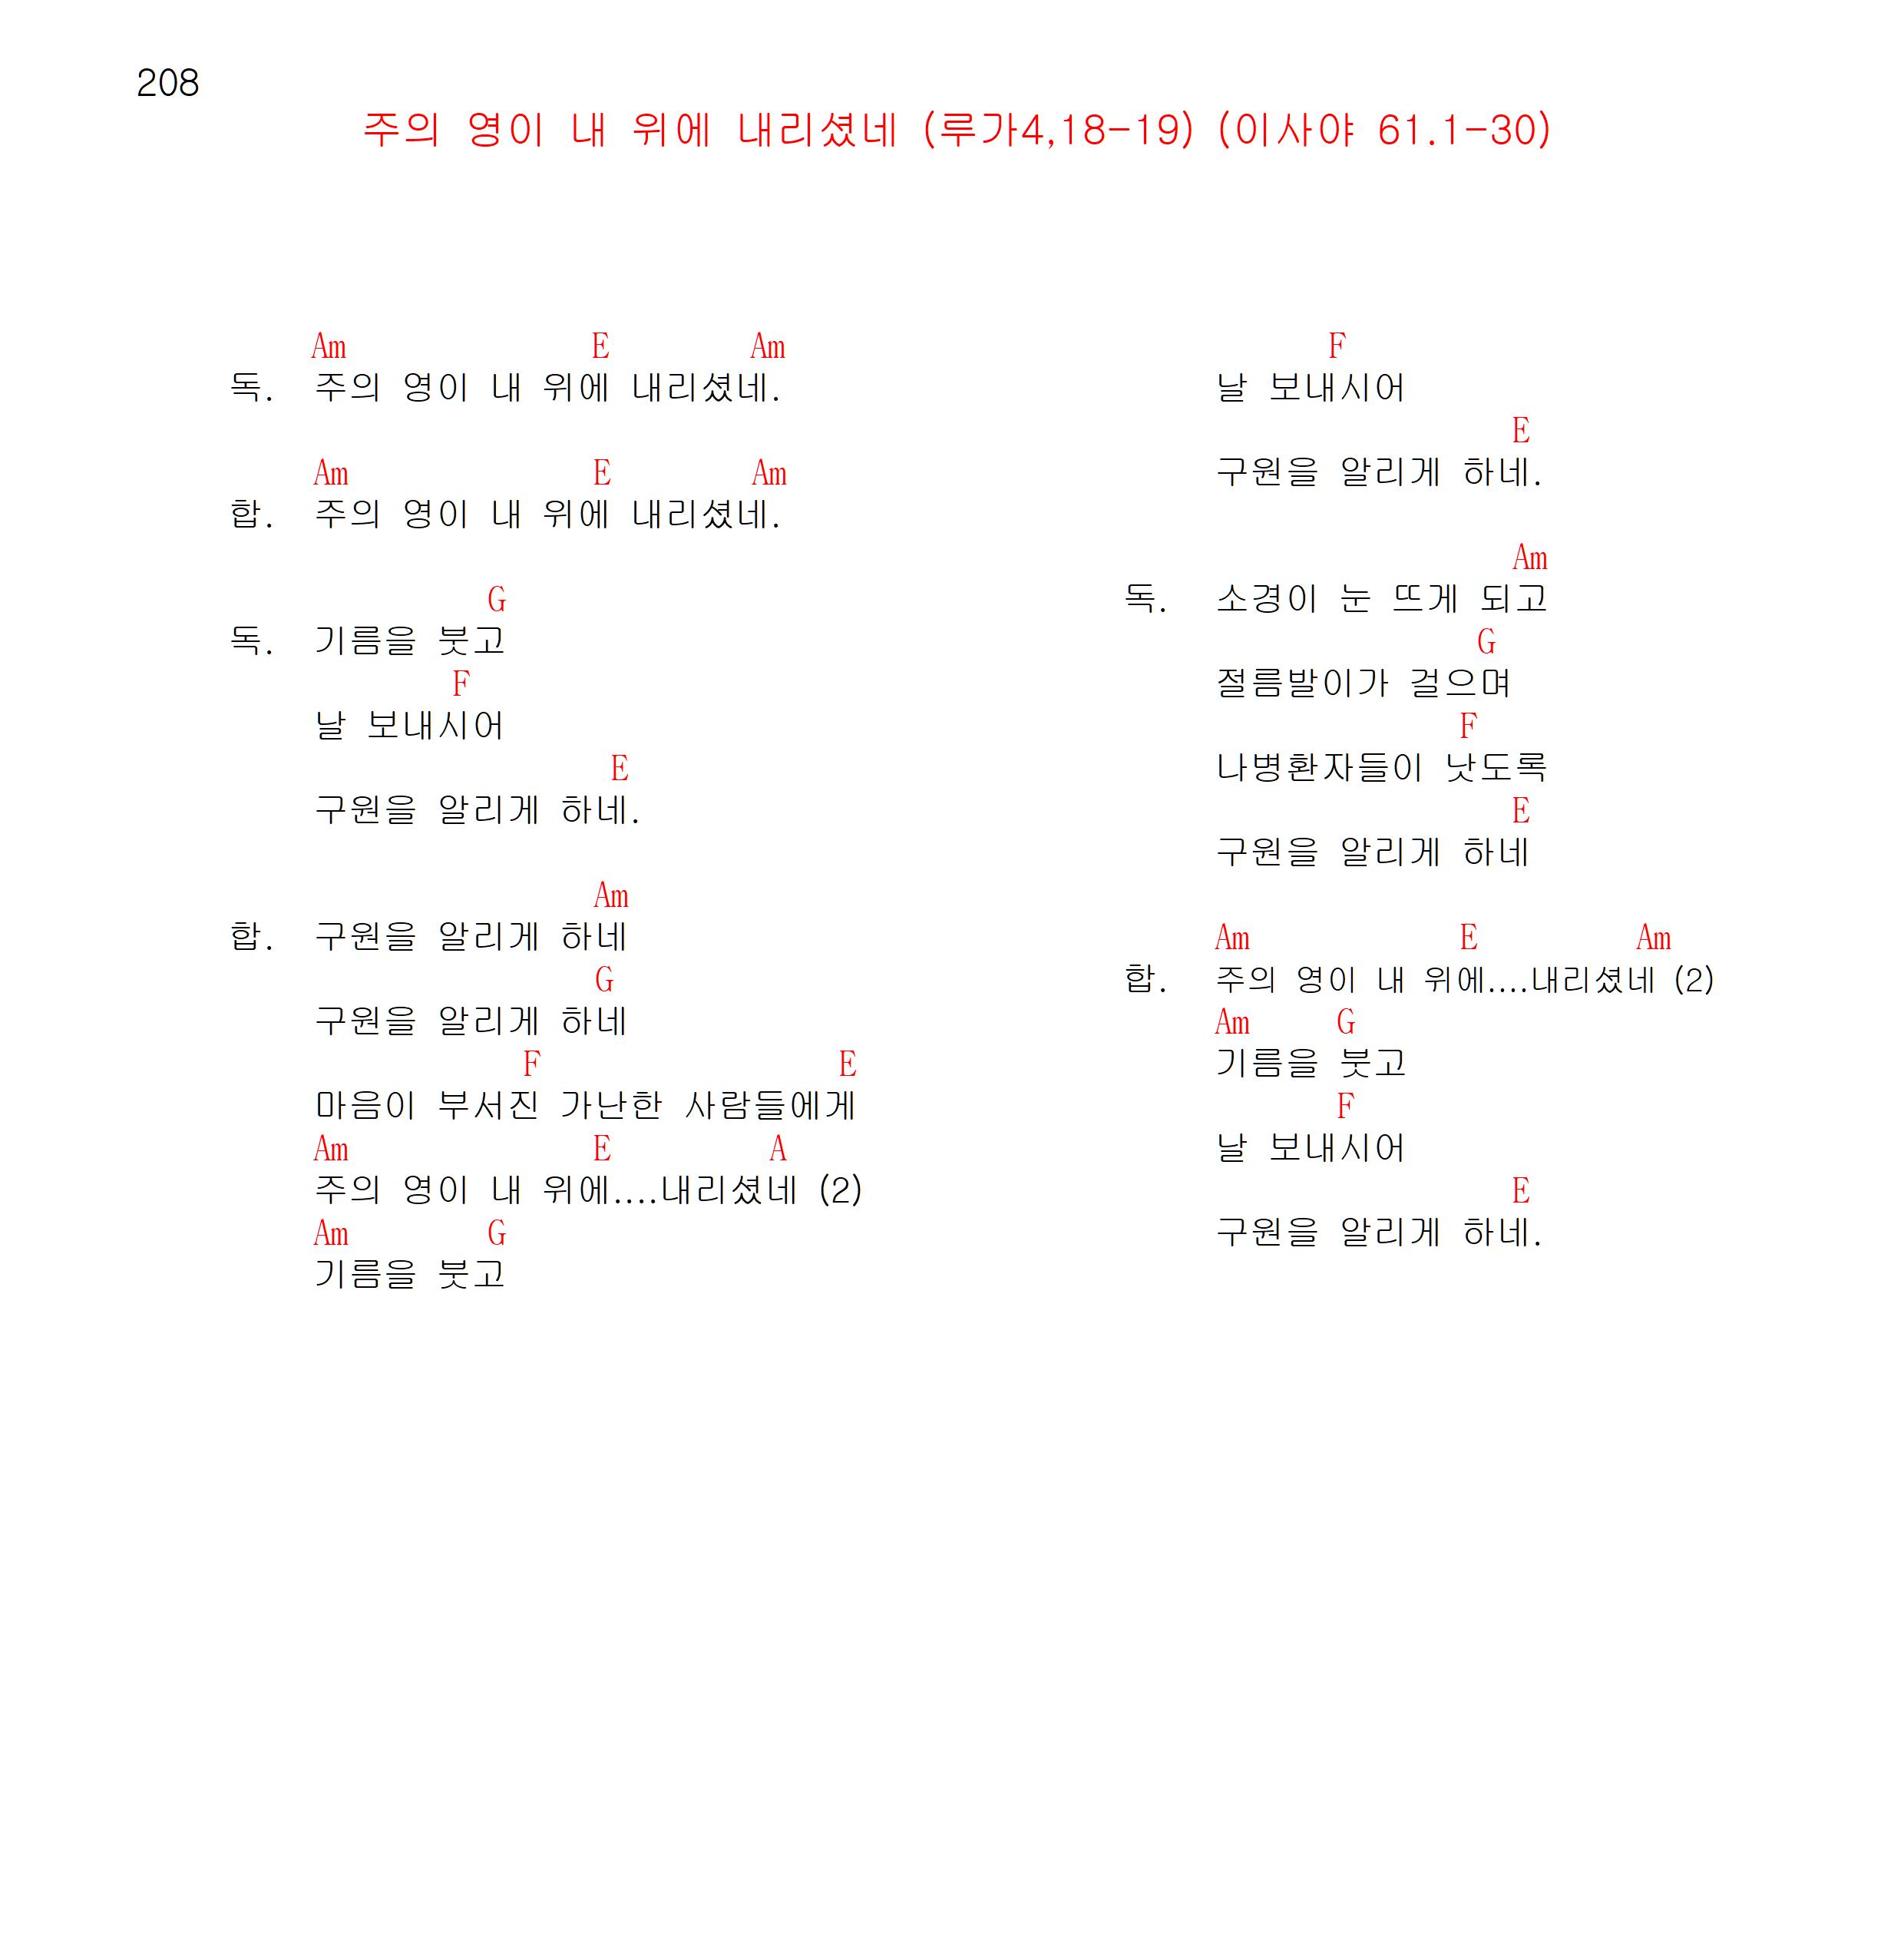 208
주의 영이 내 위에 내리셨네 (루가4,18-19) (이사야 61.1-30)
Am E Am
독. 주의 영이 내 위에 내리셨네.
Am E Am
합. 주의 영이 내 위에 내리셨네.
G
독. 기름을 붓고
F
날 보내시어
E
구원을 알리게 하네.
Am
합. 구원을 알리게 하네
G
구원을 알리게 하네
F E
마음이 부서진 가난한 사람들에게
Am E A
주의 영이 내 위에....내리셨네 (2)
Am G
기름을 붓고
F
날 보내시어
E
구원을 알리게 하네.
Am
독. 소경이 눈 뜨게 되고
G
절름발이가 걸으며
F
나병환자들이 낫도록
E
구원을 알리게 하네
Am E Am
합. 주의 영이 내 위에....내리셨네 (2)
Am G
기름을 붓고
F
날 보내시어
E
구원을 알리게 하네.